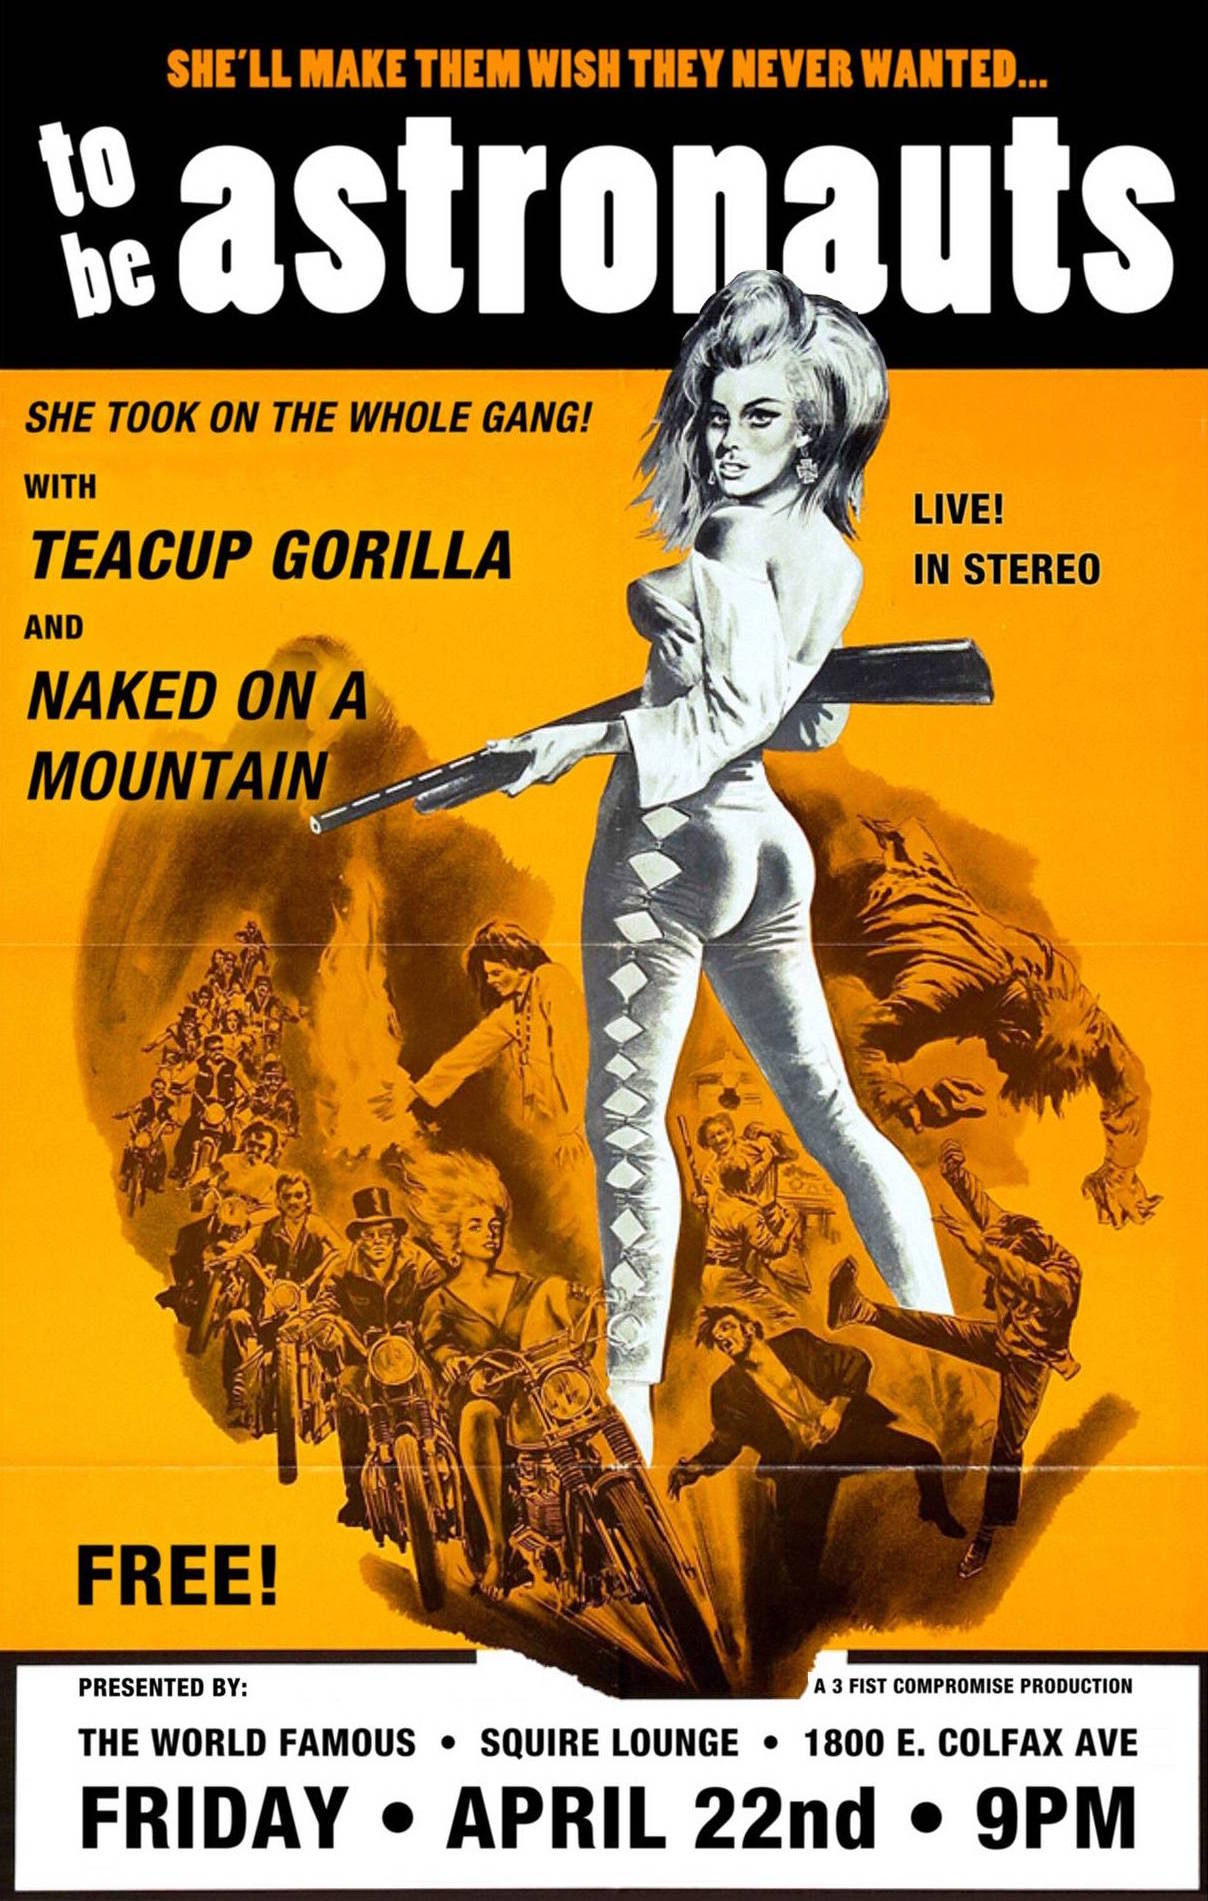 SHE'LL MAKE THEM WISH THEY NEVER WANTED...
to
be
astronauts
SHE TOOK ON THE WHOLE GANG!
WITH
TEACUP GORILLA
AND
NAKED ON A
MOUNTAIN
LIVE!
IN STEREO
FREE!
PRESENTED BY:
A 3 FIST COMPROMISE PRODUCTION
THE WORLD FAMOUS • SQUIRE LOUNGE • 1800 E. COLFAX AVE
FRIDAY • APRIL 22nd • 9PM